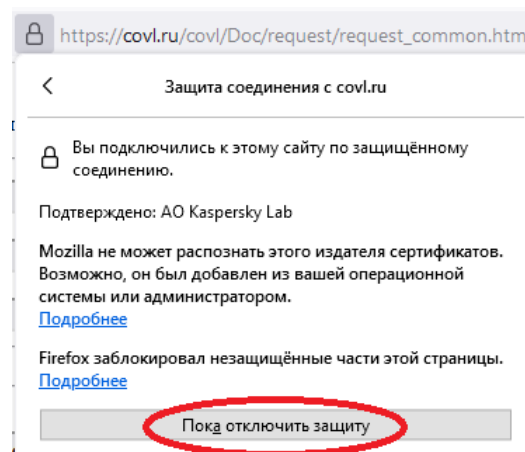 https://covl.ru/covl/Doc/request/request_common.htm
Защита соединения с covl.ru
Вы подключились к этому сайту по защищённому
соединению.
Подтверждено: AO Kaspersky Lab
Mozilla не может распознать этого издателя сертификатов.
Возможно, он был добавлен из вашей операционной
системы или администратором.
Подробнее
Firefox заблокировал незащищённые части этой страницы.
Подробнее
Пока отключить защиту